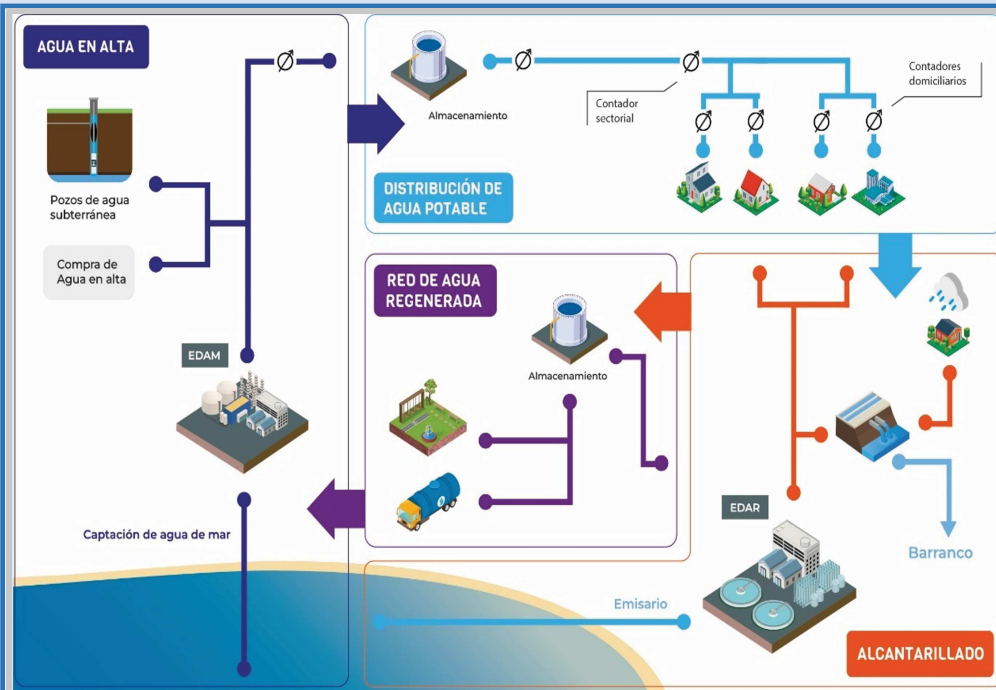 AGUA EN ALTA
Pozos de agua
subterránea
Compra de
Agua en alta
EDAM
Captación de agua de mar
Almacenamiento
Contador
sectorial
Contadores
domiciliarios
DISTRIBUCIÓN DE
AGUA POTABLE
RED DE AGUA
REGENERADA
Almacenamiento
EDAR
Barranco
Emisario
ALCANTARILLADO